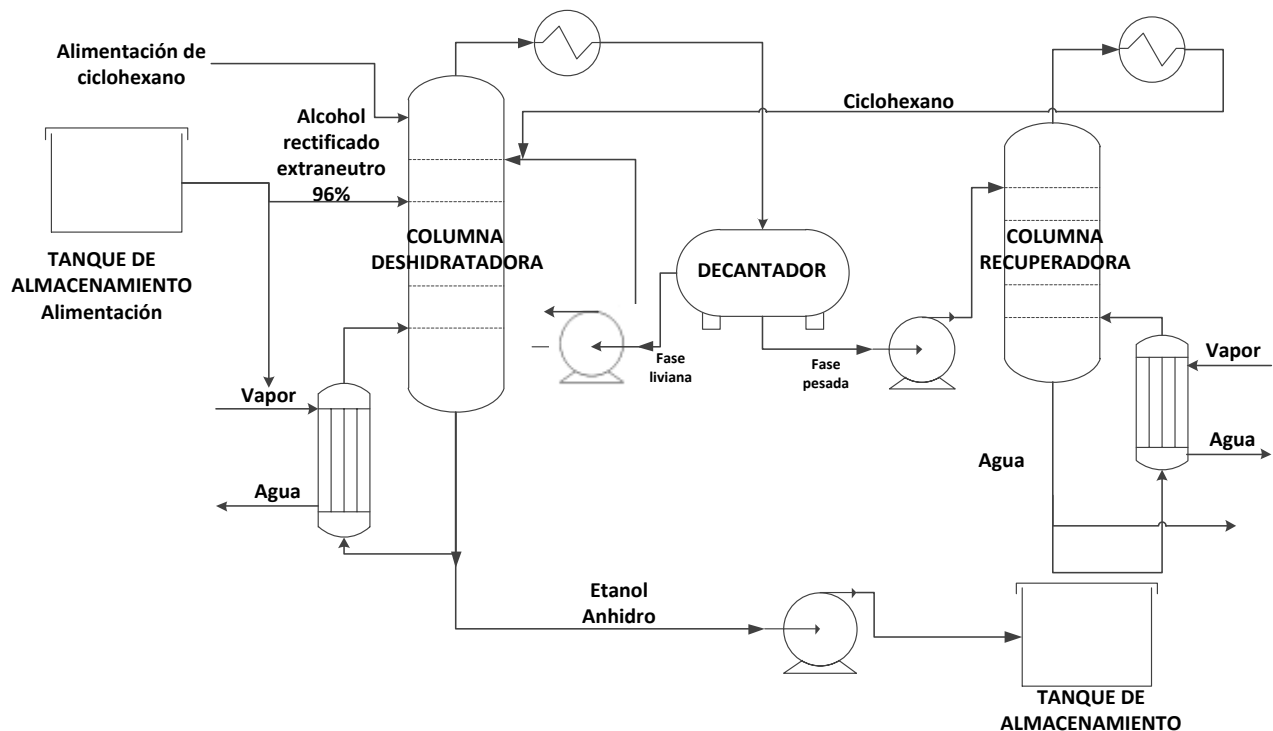 Alimentación de
ciclohexano
Alcohol
rectificado
extraneutro
96%
Ciclohexano
TANQUE DE
ALMACENAMIENTO
Alimentación
COLUMNA
DESHIDRATADORA
DECANTADOR
COLUMNA
RECUPERADORA
Fase
liviana
Fase
pesada
Vapor
Agua
Vapor
Agua
Agua
Etanol
Anhidro
TANQUE DE
ALMACENAMIENTO